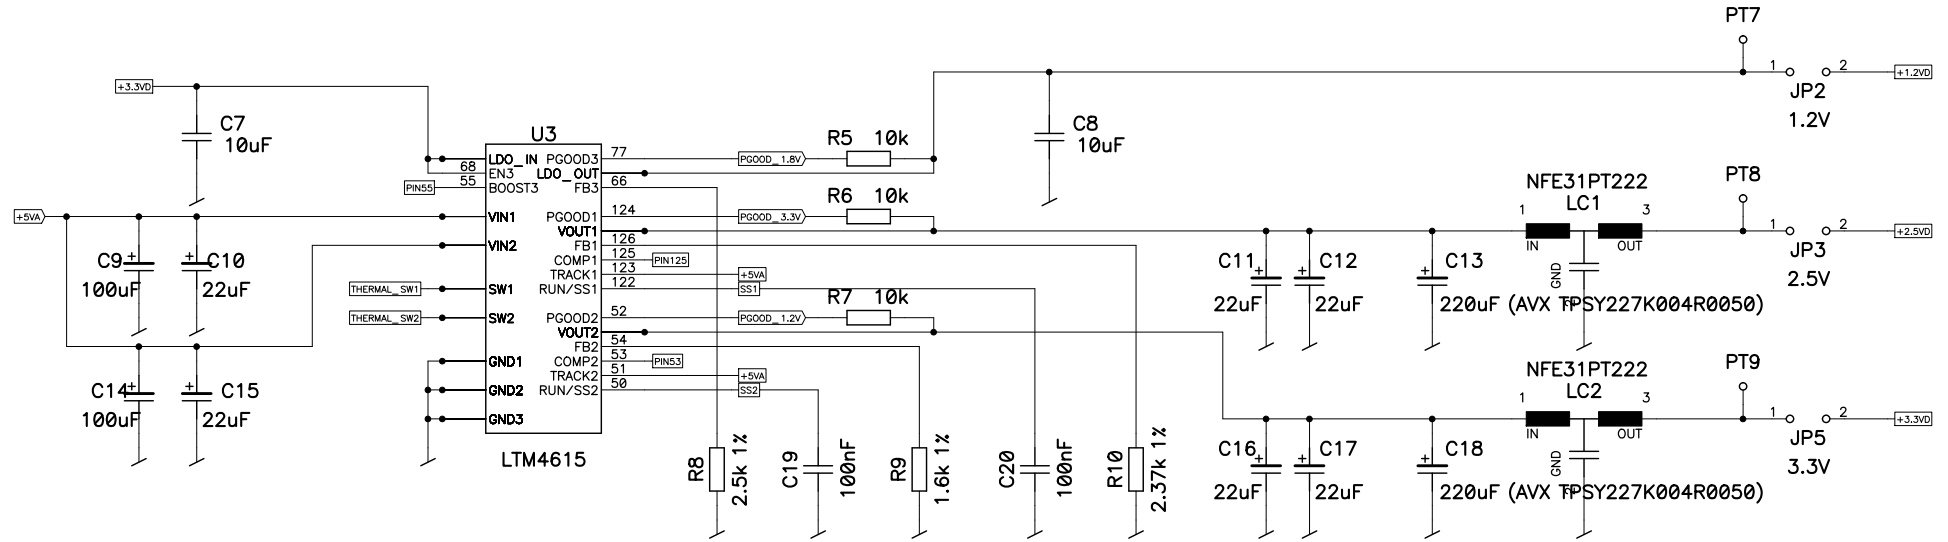 PT7
1 2 +1.2VD
JP2
1.2V
+3.3VD
C7
10uF
C8
10uF
U3
R5 10k
LDO_IN PGOOD3 77 PGOOD_1.8V
68 EN3 LDO_OUT
PIN55 55 BOOST3 FB3 66
R6 10k
+5VA VIN1 PGOOD1 124 PGOOD_3.3V
VOUT1
VIN2 FB1 126
COMP1 125 PIN125
TRACK1 123 +5VA
THERMAL_SW1 SW1 RUN/SS1 122 SS1
R7 10k
THERMAL_SW2 SW2 PGOOD2 52 PGOOD_1.2V
VOUT2
FB2 54
GND1 COMP2 53 PIN53
TRACK2 51 +5VA
GND2 RUN/SS2 50 SS2
GND3
LTM4615
C9
100uF
C10
22uF
C14
100uF
C15
22uF
R8
2.5k 1%
C19
100nF
R9
1.6k 1%
C20
100nF
R10
2.37k 1%
NFE31PT222
LC1
PT8
1 3 1 2 +2.5VD
IN OUT
GND
2
JP3
2.5V
C11
22uF
C12
22uF
C13
220uF (AVX TPSY227K004R0050)
NFE31PT222
LC2
PT9
1 3 1 2 +3.3VD
IN OUT
GND
2
JP5
3.3V
C16
22uF
C17
22uF
C18
220uF (AVX TPSY227K004R0050)